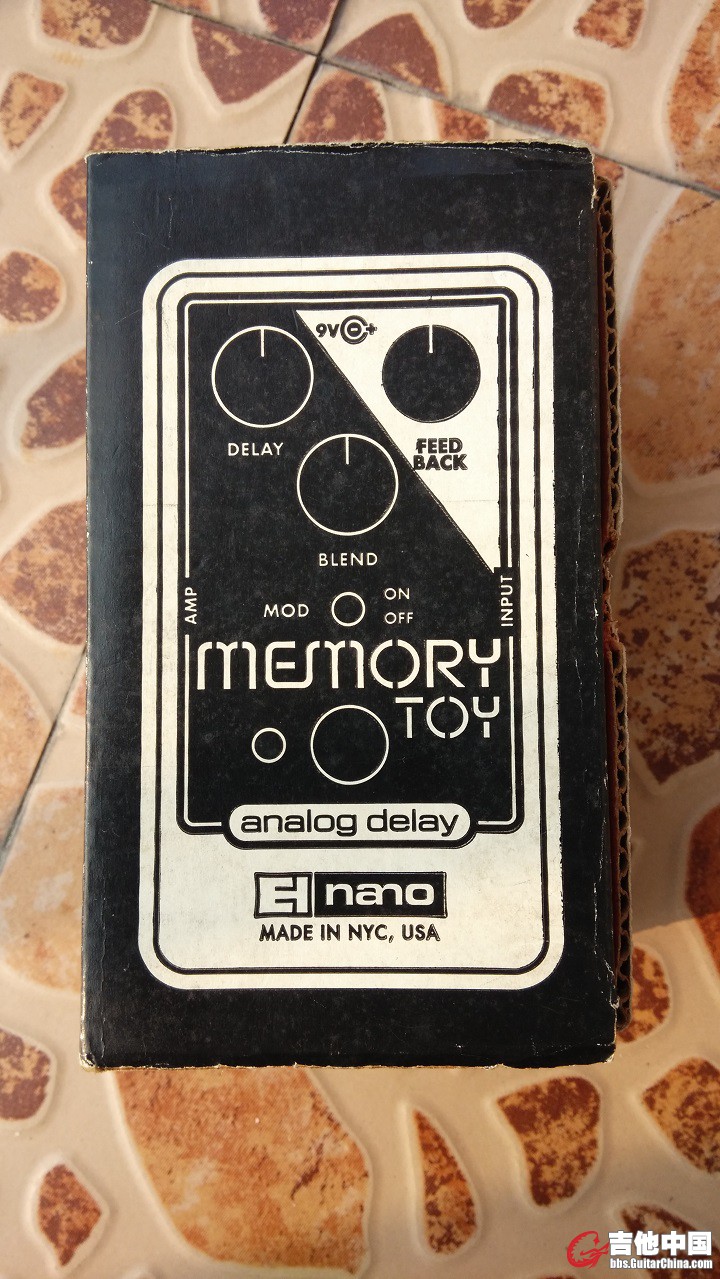 9V - +
DELAY
FEED
BACK
BLEND
AMP
MOD
ON
OFF
INPUT
MEMORY
TOY
analog delay
EH nano
MADE IN NYC, USA
吉他中国
bbs.GuitarChina.com